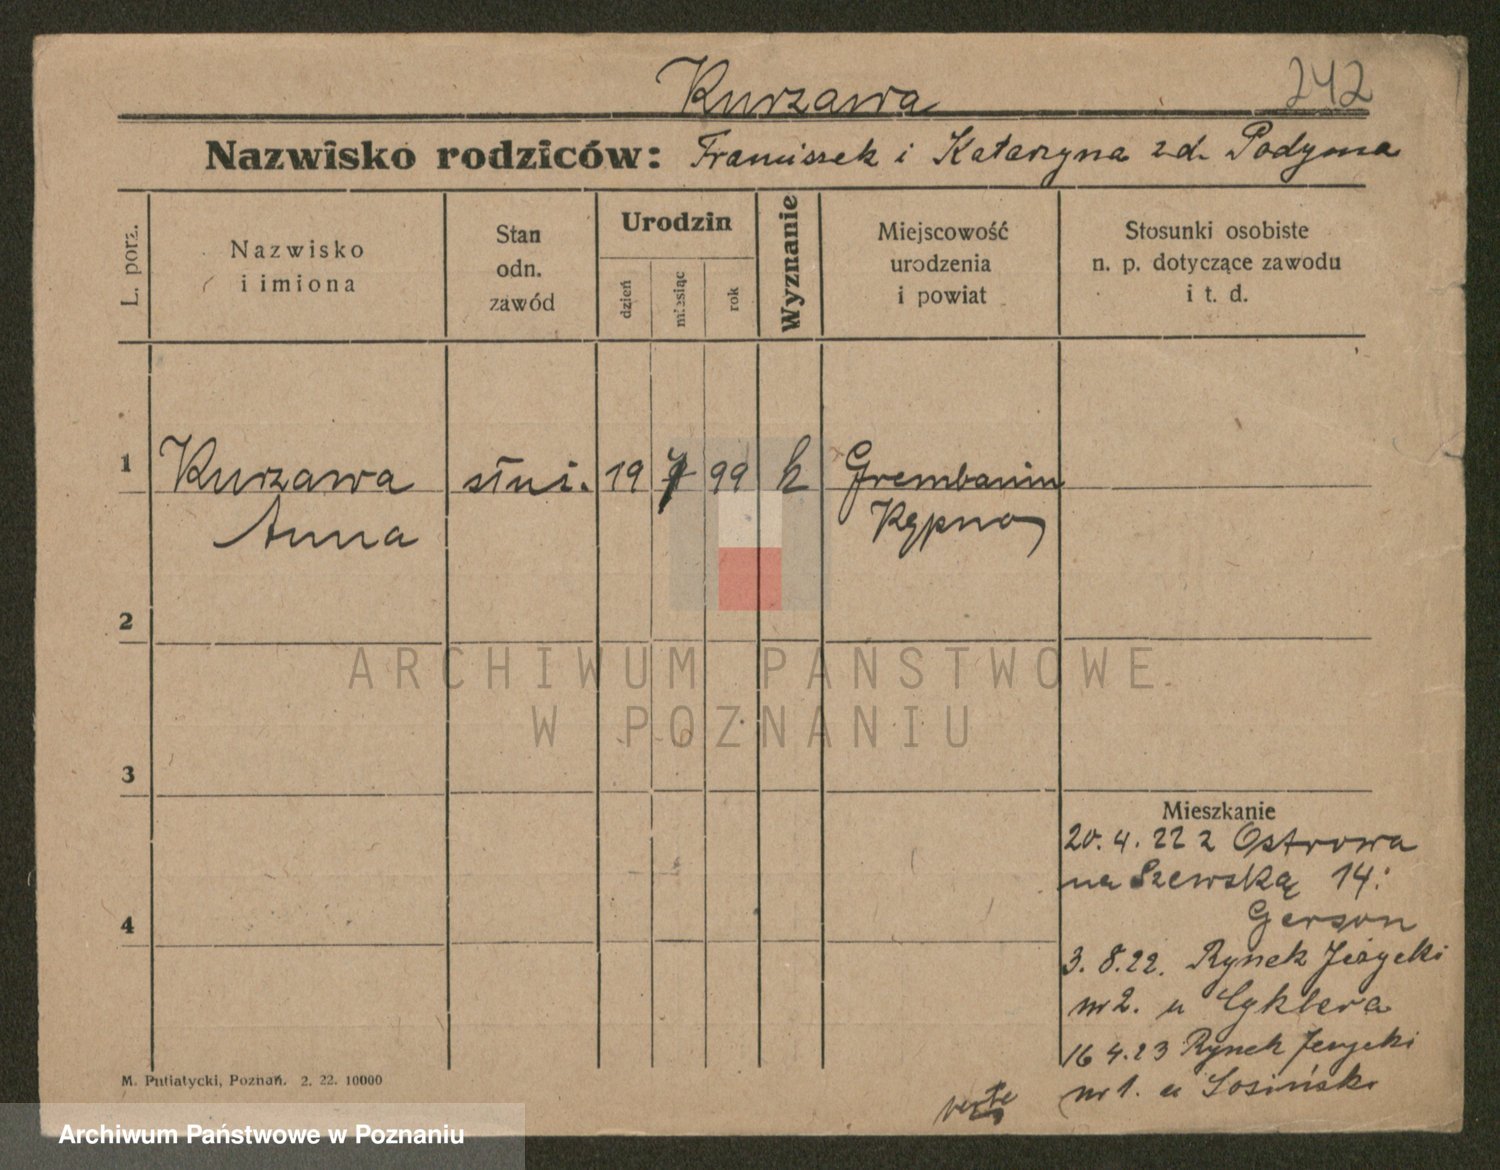 Kurzawa
242
Nazwisko rodziców: Franciszek i Katarzyna zd. Podyma
L. porz.
Nazwisko
i imiona
Stan
odn.
zawód
Urodzin
dzień
miesiąc
rok
Wyznanie
Miejscowość
urodzenia
i powiat
Stosunki osobiste
n. p. dotyczące zawodu
i t. d.
1
Kurzawa
Anna
służ.
19
99
k
Grembanin
Kępno
2
3
4
Mieszkanie
20. 4. 22 z Ostrowa
na Szewską 14:
Gerson
3. 8. 22. Rynek Jeżycki
nr 2. u
16 4. 23 Rynek Jeżycki
nr 1. u
verte
M. Putiatycki, Poznań. 2. 22. 10000
ARCHIWUM PAŃSTWOWE
W POZNANIU
Archiwum Państwowe w Poznaniu